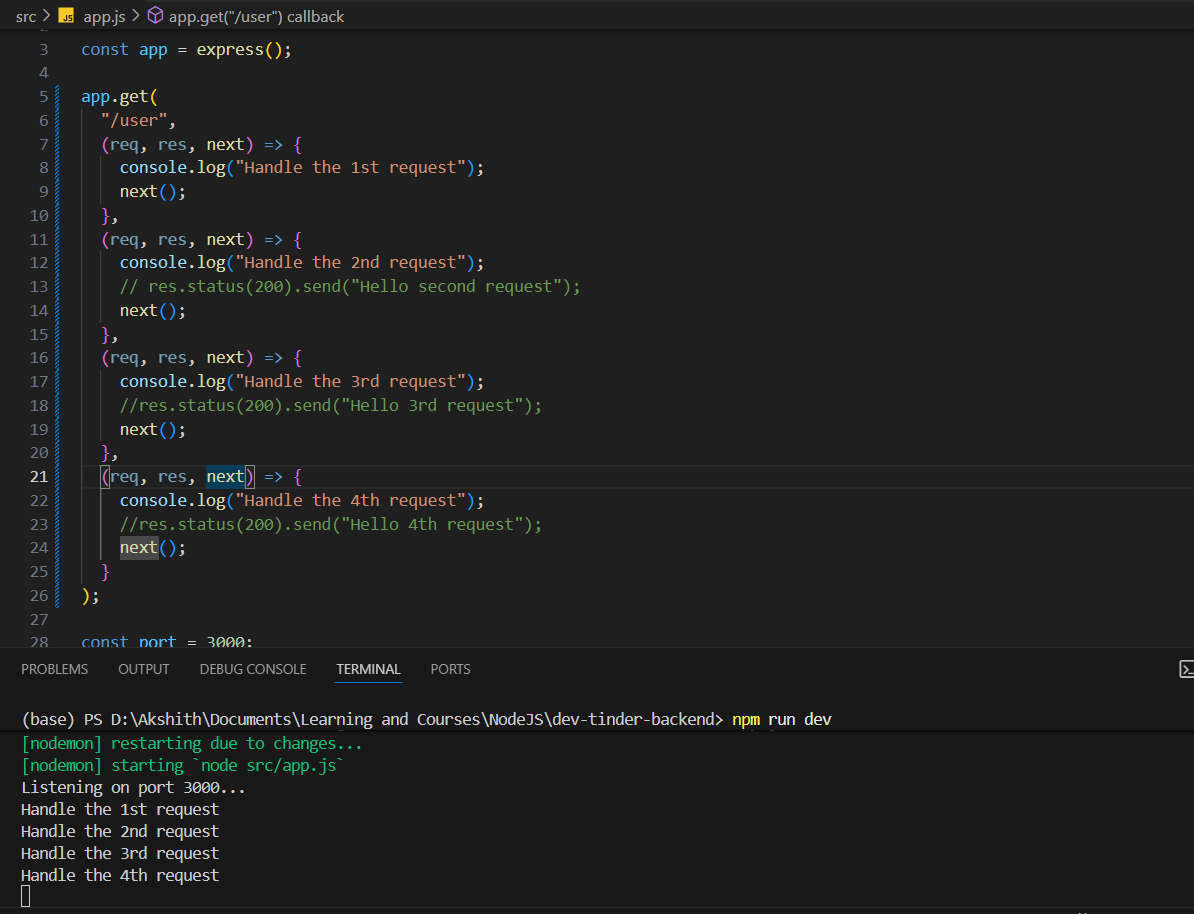 src > JS app.js > app.get("/user") callback
2
3 const app = express();
4
5 app.get(
6 "/user",
7 (req, res, next) => {
8 console.log("Handle the 1st request");
9 next();
10 },
11 (req, res, next) => {
12 console.log("Handle the 2nd request");
13 // res.status(200).send("Hello second request");
14 next();
15 },
16 (req, res, next) => {
17 console.log("Handle the 3rd request");
18 //res.status(200).send("Hello 3rd request");
19 next();
20 },
21 (req, res, next) => {
22 console.log("Handle the 4th request");
23 //res.status(200).send("Hello 4th request");
24 next();
25 }
26 );
27
28 const port = 3000;
PROBLEMS OUTPUT DEBUG CONSOLE TERMINAL PORTS
(base) PS D:\Akshith\Documents\Learning and Courses\NodeJS\dev-tinder-backend> npm run dev
[nodemon] restarting due to changes...
[nodemon] starting `node src/app.js`
Listening on port 3000...
Handle the 1st request
Handle the 2nd request
Handle the 3rd request
Handle the 4th request